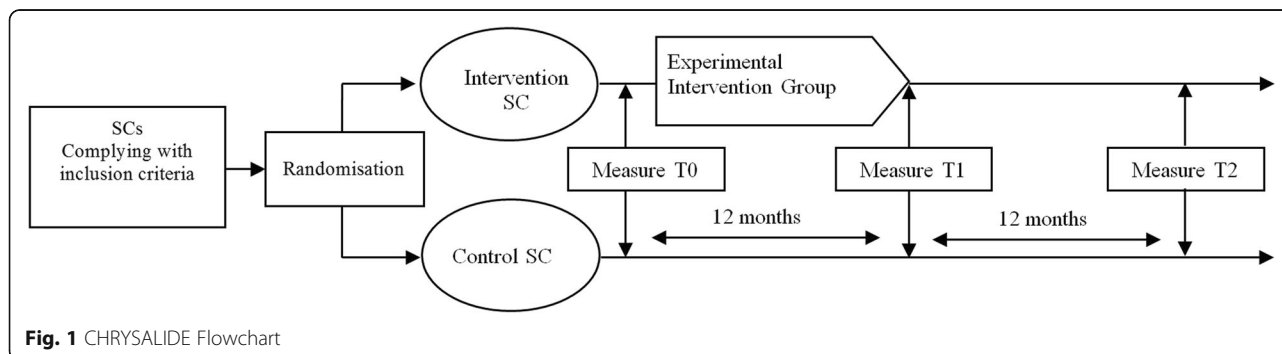 SCs
Complying with
inclusion criteria
Randomisation
Intervention
SC
Control SC
Experimental
Intervention Group
Measure T0
Measure T1
Measure T2
12 months
12 months
Fig. 1 CHRYSALIDE Flowchart